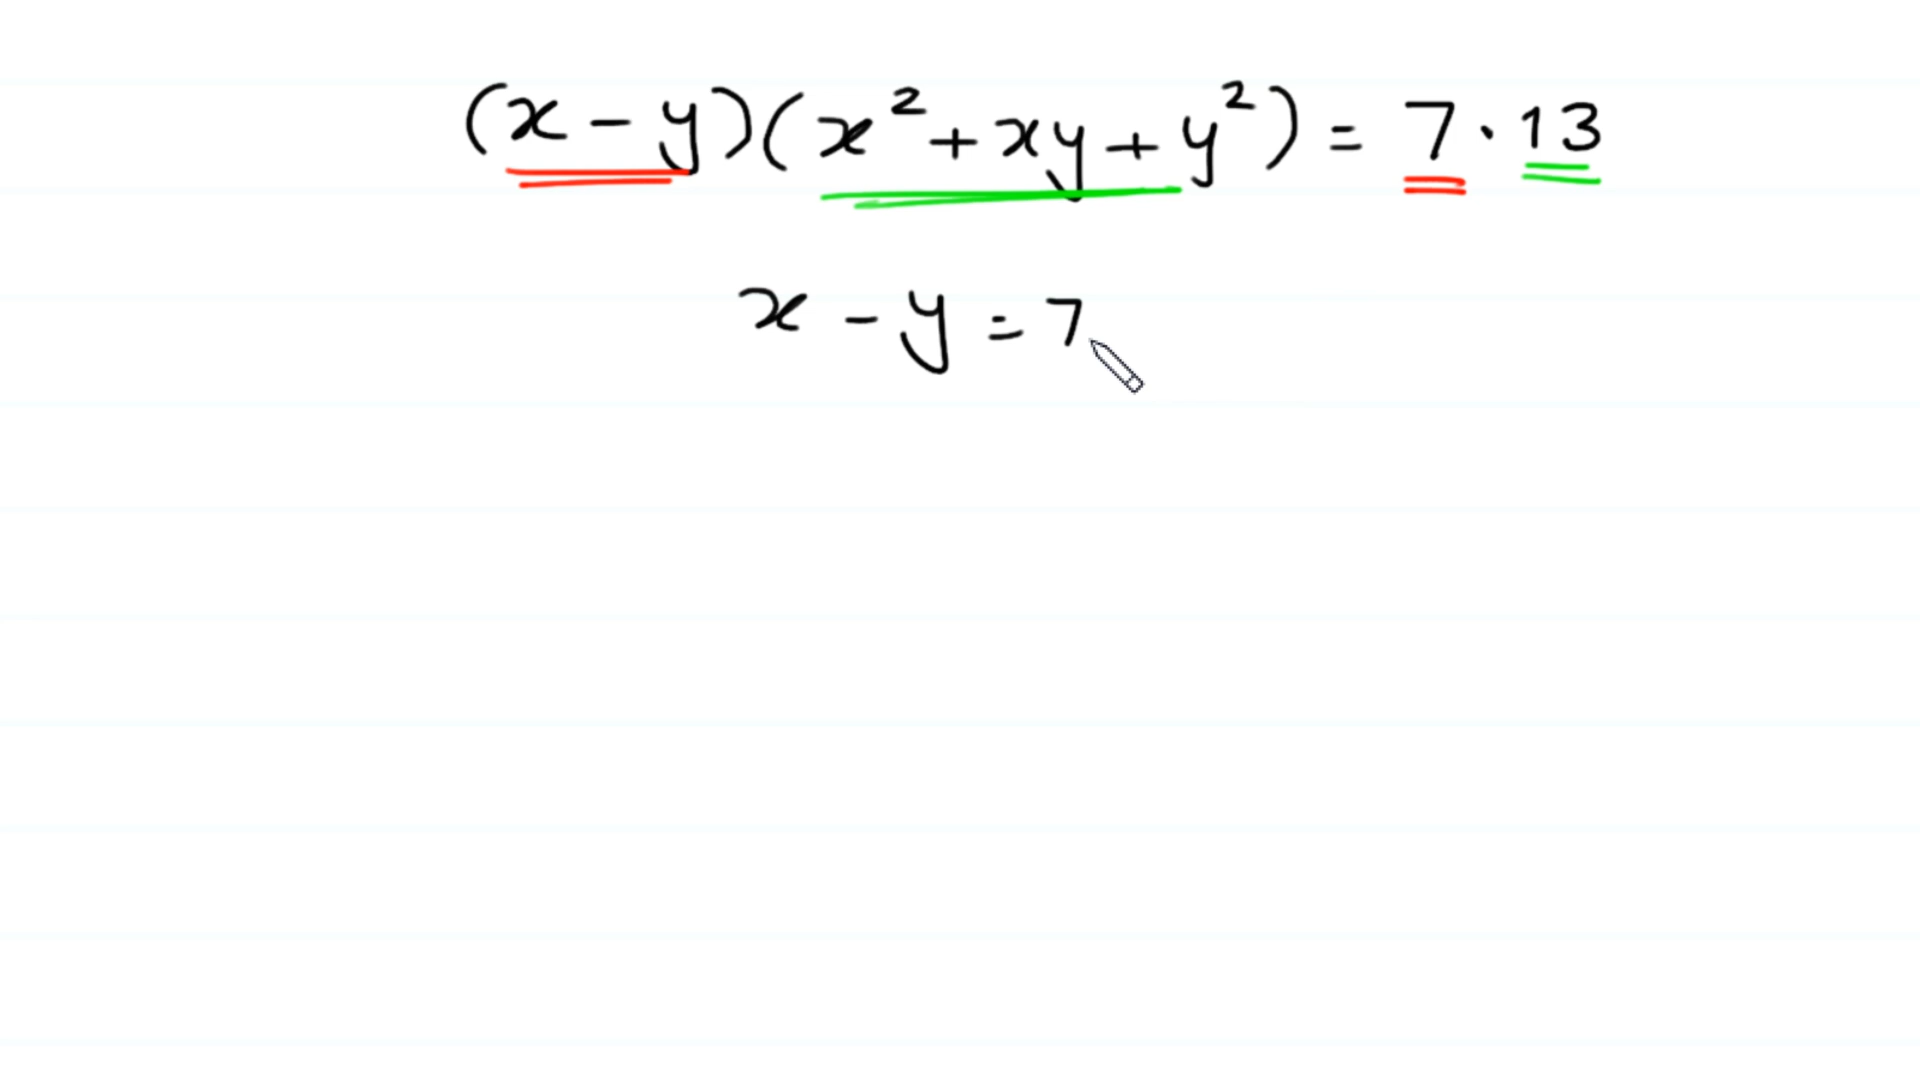 (x - y)(x² + xy + y²) = 7 · 13
x - y = 7